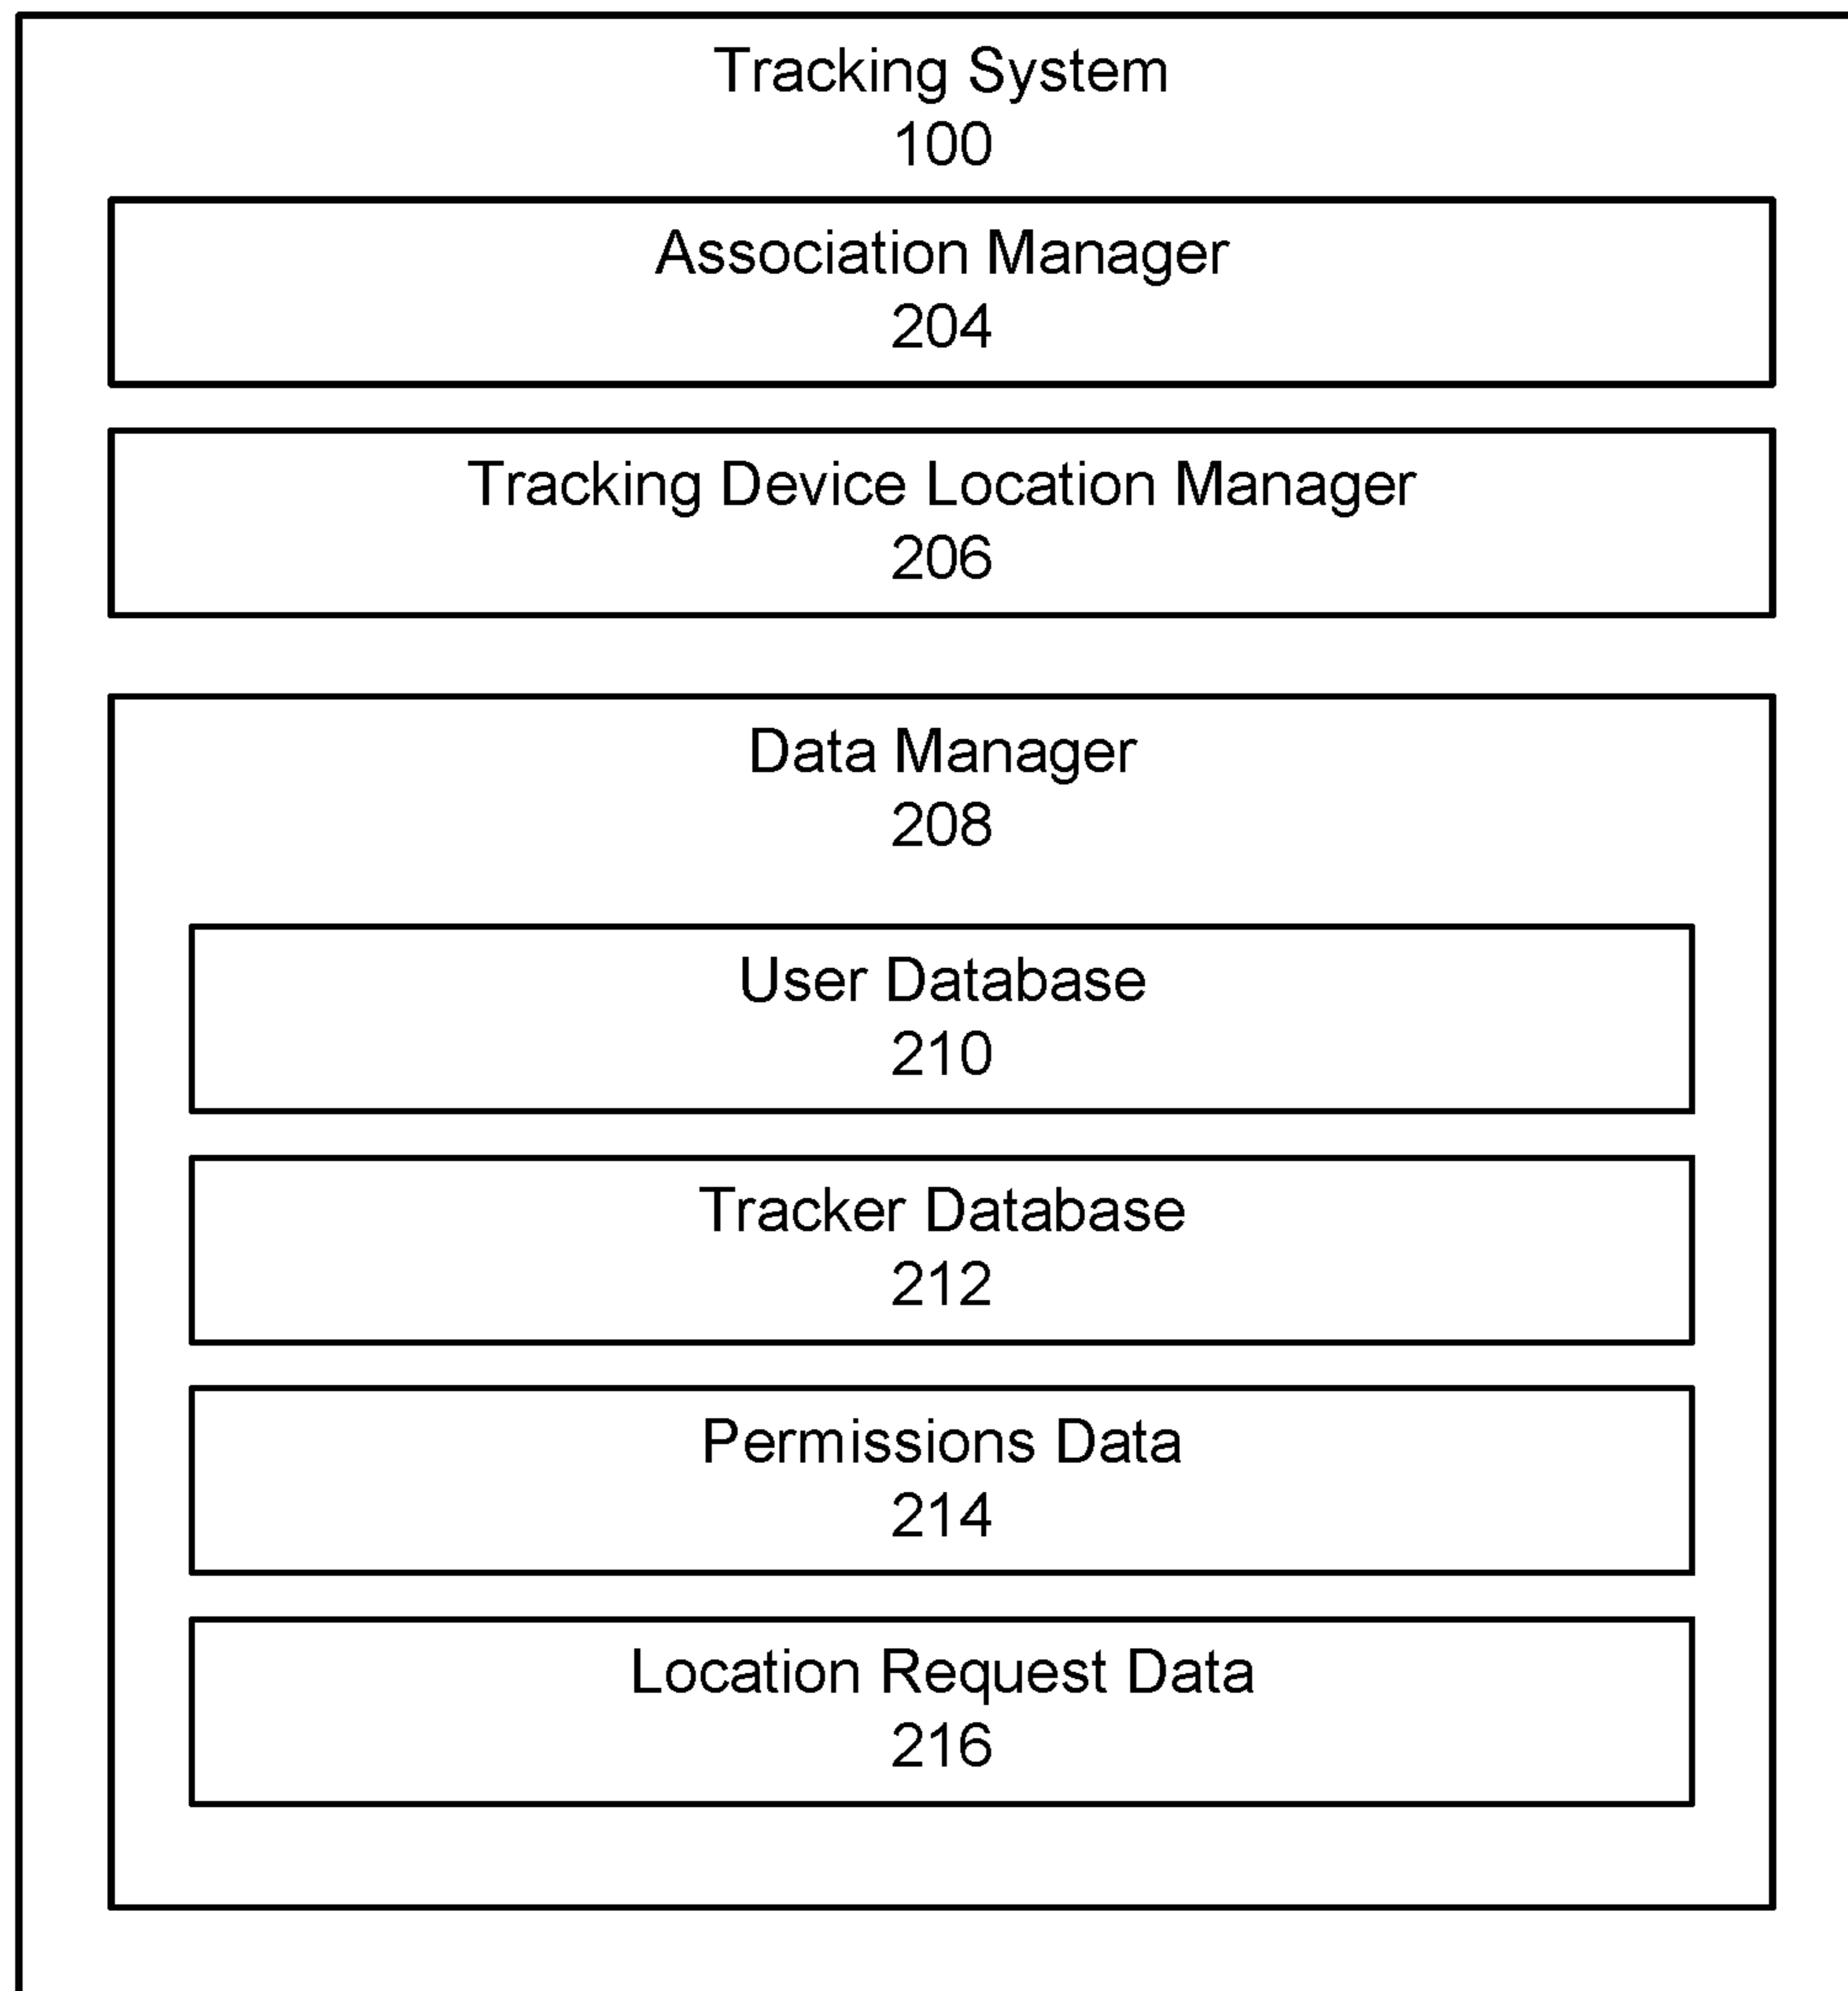 Tracking System
100
Association Manager
204
Tracking Device Location Manager
206
Data Manager
208
User Database
210
Tracker Database
212
Permissions Data
214
Location Request Data
216